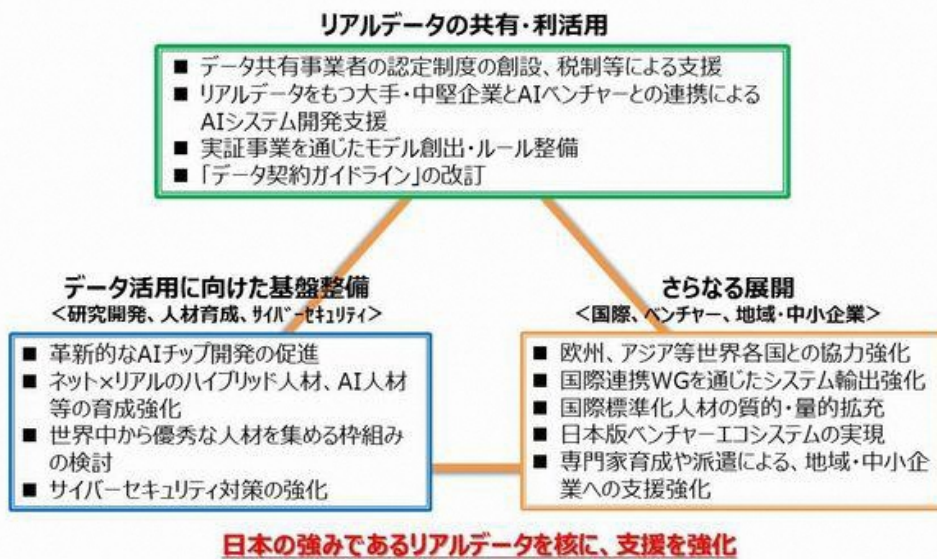 リアルデータの共有・利活用
■ データ共有事業者の認定制度の創設、税制等による支援
■ リアルデータをもつ大手・中堅企業とAIベンチャーとの連携による
AIシステム開発支援
■ 実証事業を通じたモデル創出・ルール整備
■ 「データ契約ガイドライン」の改訂
データ活用に向けた基盤整備
<研究開発、人材育成、サイバーセキュリティ>
■ 革新的なAIチップ開発の促進
■ ネット×リアルのハイブリッド人材、AI人材
等の育成強化
■ 世界中から優秀な人材を集める枠組み
の検討
■ サイバーセキュリティ対策の強化
さらなる展開
<国際、ベンチャー、地域・中小企業>
■ 欧州、アジア等世界各国との協力強化
■ 国際連携WGを通じたシステム輸出強化
■ 国際標準化人材の質的・量的拡充
■ 日本版ベンチャーエコシステムの実現
■ 専門家育成や派遣による、地域・中小企
業への支援強化
日本の強みであるリアルデータを核に、支援を強化